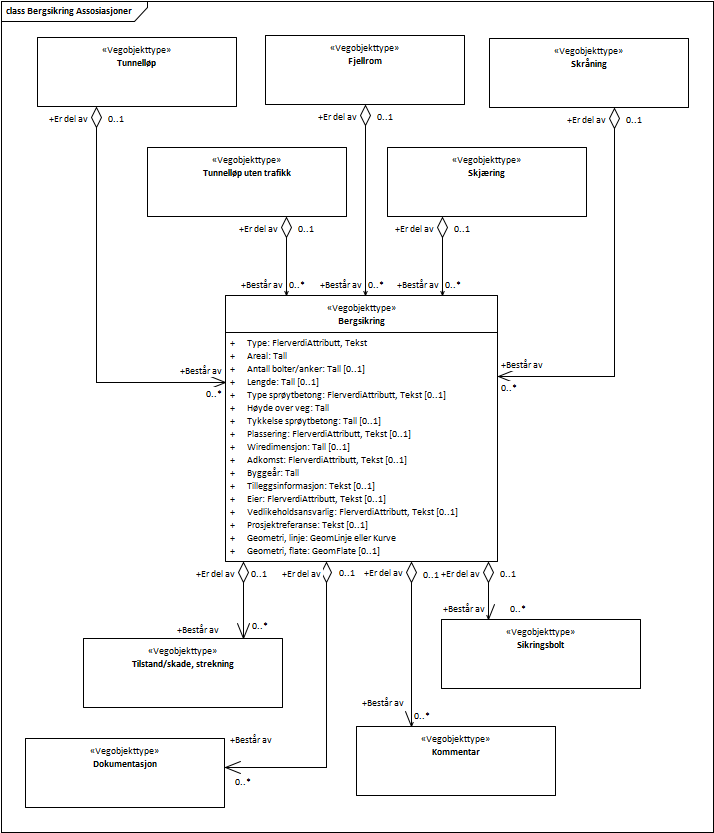 class Bergsikring Assosiasjoner
«Vegobjekttype»
Tunnelløp
«Vegobjekttype»
Fjellrom
«Vegobjekttype»
Skråning
+Er del av 0..1
+Er del av 0..1
+Er del av 0..1
«Vegobjekttype»
Tunnelløp uten trafikk
«Vegobjekttype»
Skjæring
+Er del av 0..1
+Er del av 0..1
+Består av 0..*
+Består av 0..*
+Består av 0..*
«Vegobjekttype»
Bergsikring
+ Type: FlerverdiAttributt, Tekst
+ Areal: Tall
+ Antall bolter/anker: Tall [0..1]
+ Lengde: Tall [0..1]
+ Type sprøytbetong: FlerverdiAttributt, Tekst [0..1]
+ Høyde over veg: Tall
+ Tykkelse sprøytbetong: Tall [0..1]
+ Plassering: FlerverdiAttributt, Tekst [0..1]
+ Wiredimensjon: Tall [0..1]
+ Adkomst: FlerverdiAttributt, Tekst [0..1]
+ Byggeår: Tall
+ Tilleggsinformasjon: Tekst [0..1]
+ Eier: FlerverdiAttributt, Tekst [0..1]
+ Vedlikeholdsansvarlig: FlerverdiAttributt, Tekst [0..1]
+ Prosjektreferanse: Tekst [0..1]
+ Geometri, linje: GeomLinje eller Kurve
+ Geometri, flate: GeomFlate [0..1]
+Består av
0..*
+Består av
0..*
+Er del av 0..1
+Er del av 0..1
+Er del av 0..1
+Er del av 0..1
+Består av 0..*
+Består av 0..*
«Vegobjekttype»
Tilstand/skade, strekning
«Vegobjekttype»
Sikringsbolt
+Består av
0..*
+Består av
0..*
«Vegobjekttype»
Dokumentasjon
«Vegobjekttype»
Kommentar